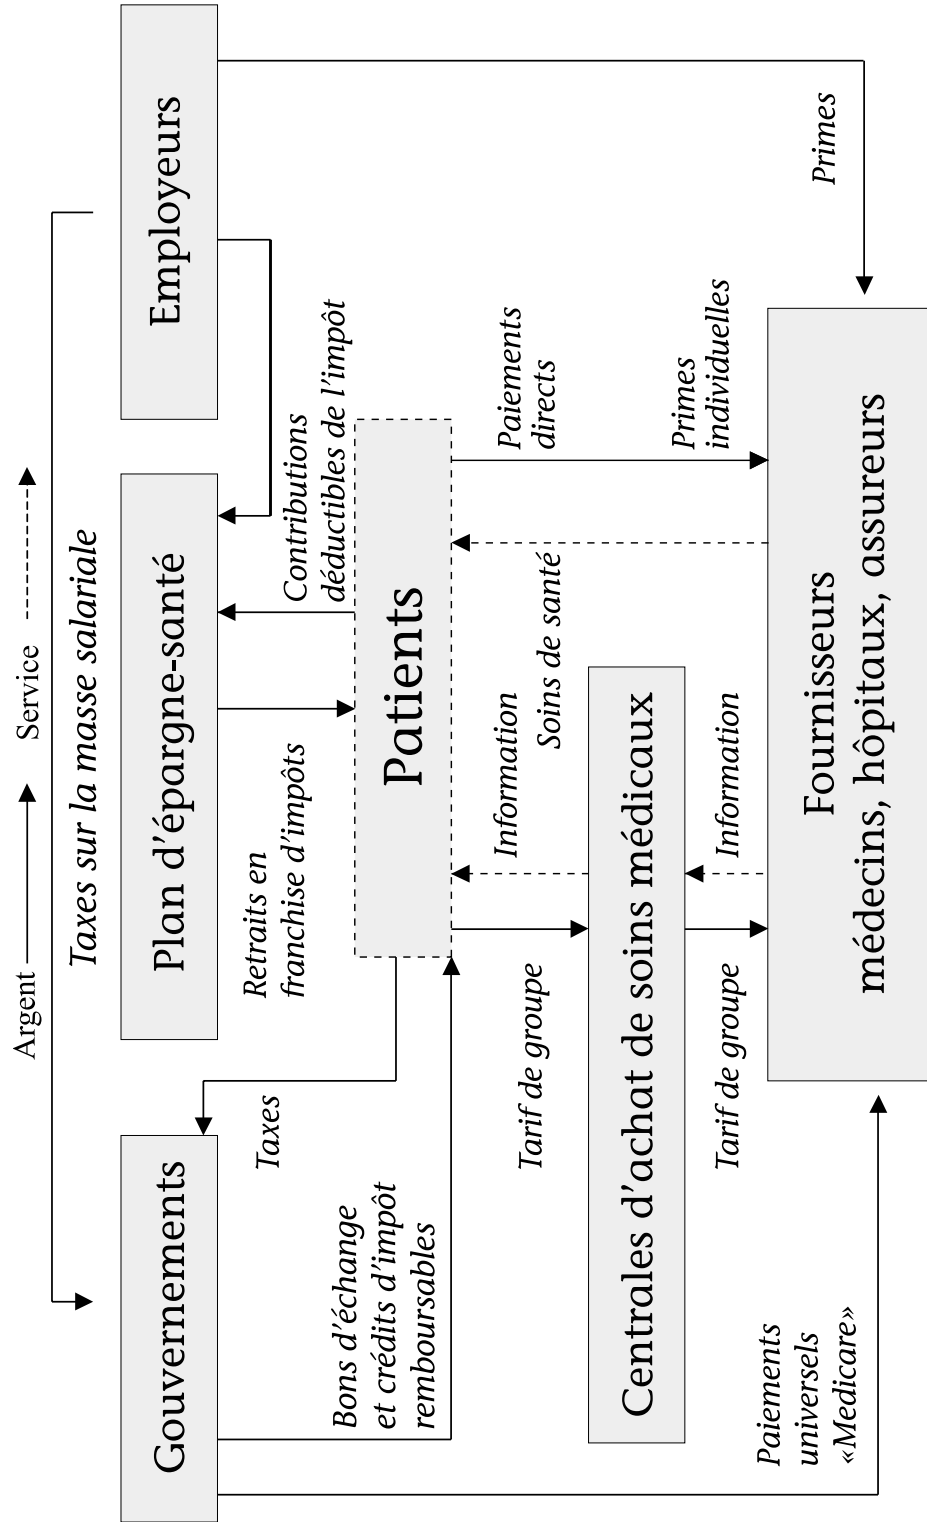 Argent
Service
Taxes sur la masse salariale
Gouvernements
Plan d'épargne-santé
Employeurs
Taxes
Retraits en
franchise d'impôts
Contributions
déductibles de l'impôt
Bons d'échange
et crédits d'impôt
remboursables
Patients
Tarif de groupe
Information
Soins de santé
Paiements
directs
Centrales d'achat de soins médicaux
Primes
individuelles
Tarif de groupe
Information
Primes
Paiements
universels
«Medicare»
Fournisseurs
médecins, hôpitaux, assureurs